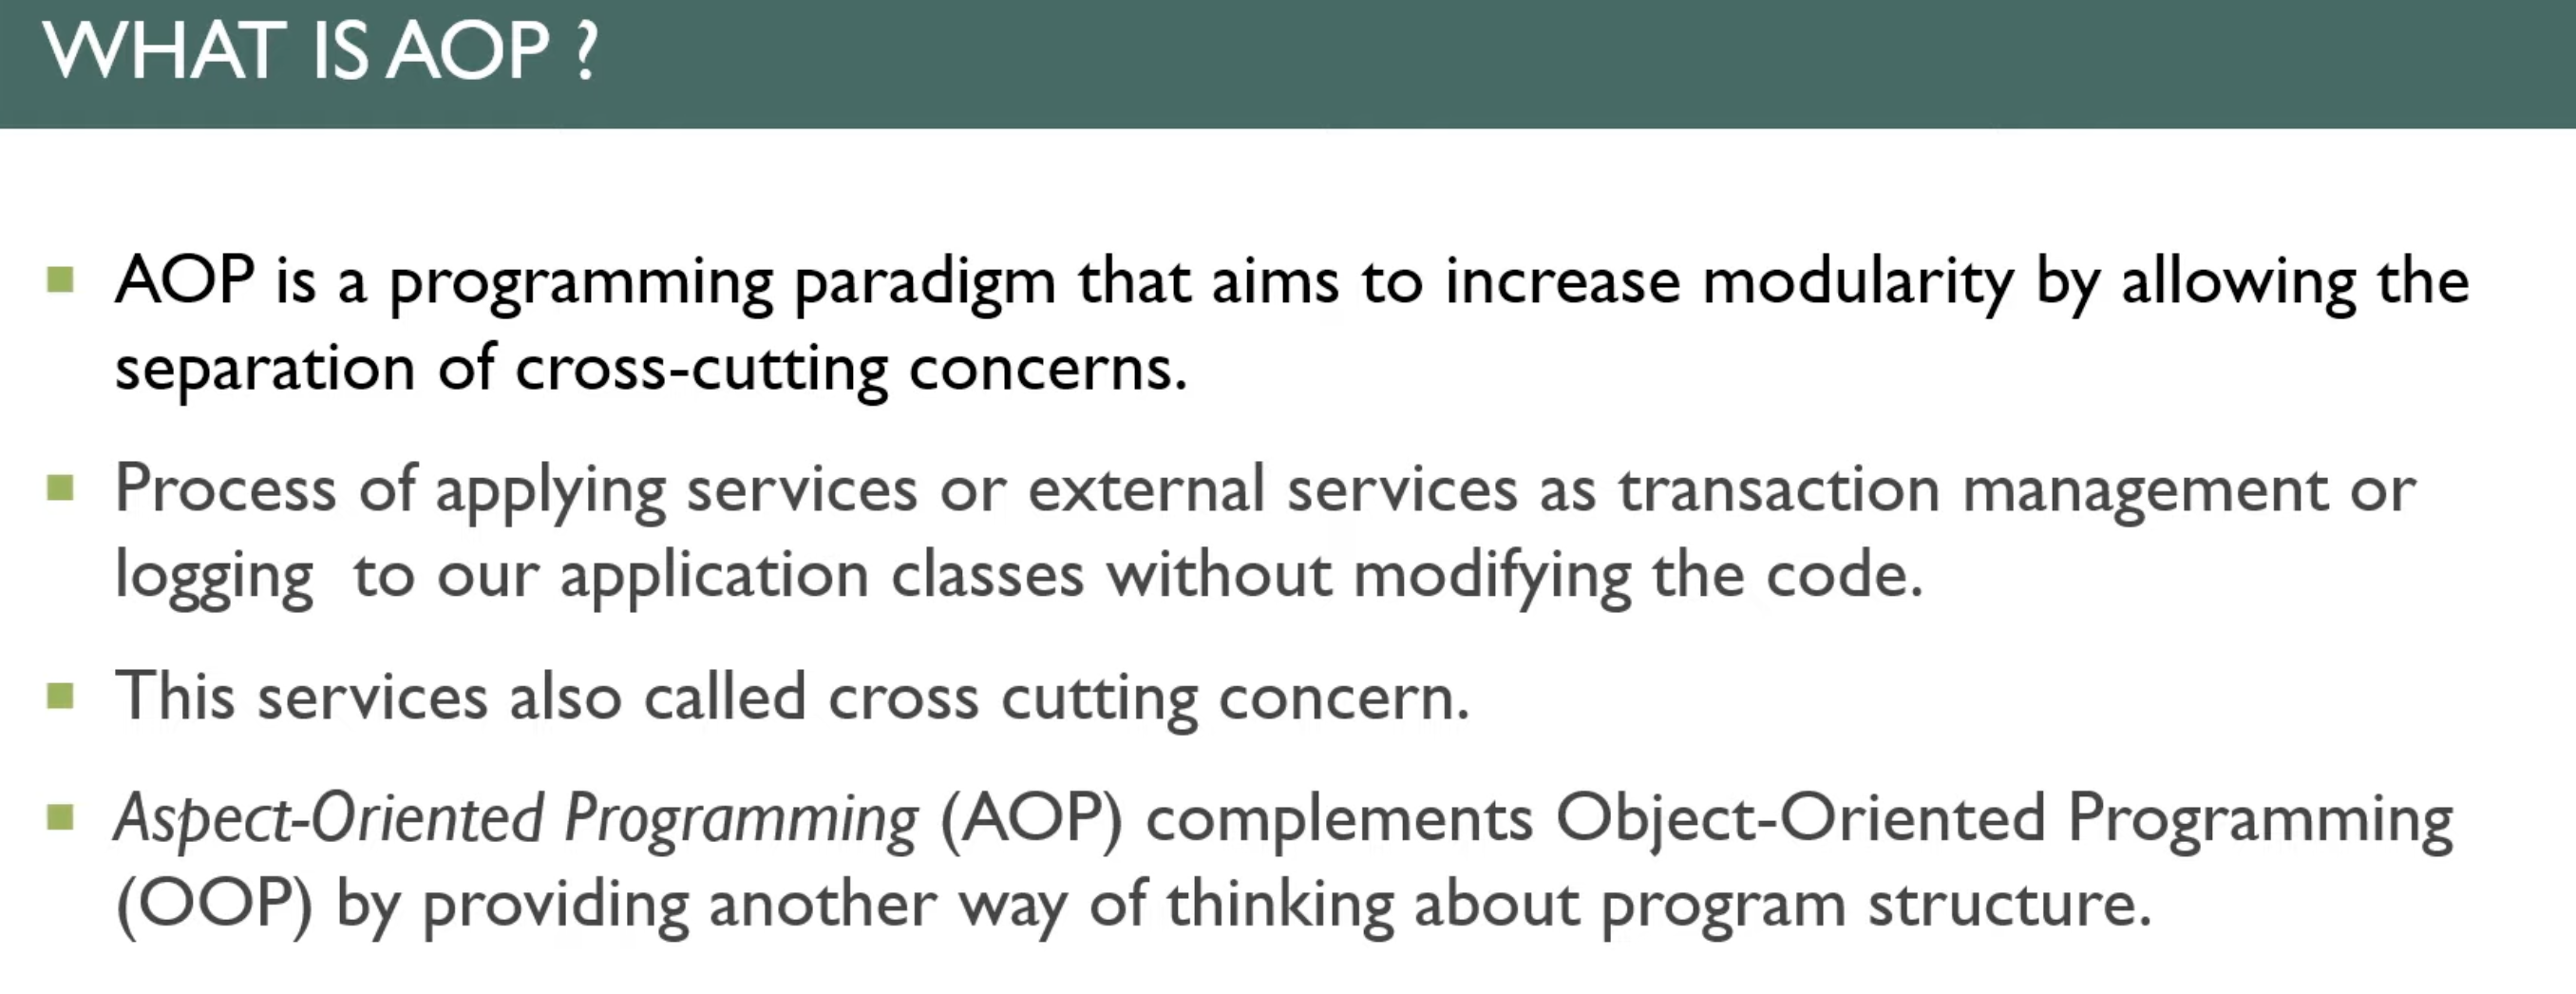 WHAT IS AOP ?
AOP is a programming paradigm that aims to increase modularity by allowing the
separation of cross-cutting concerns.
Process of applying services or external services as transaction management or
logging  to our application classes without modifying the code.
This services also called cross cutting concern.
Aspect-Oriented Programming (AOP) complements Object-Oriented Programming
(OOP) by providing another way of thinking about program structure.